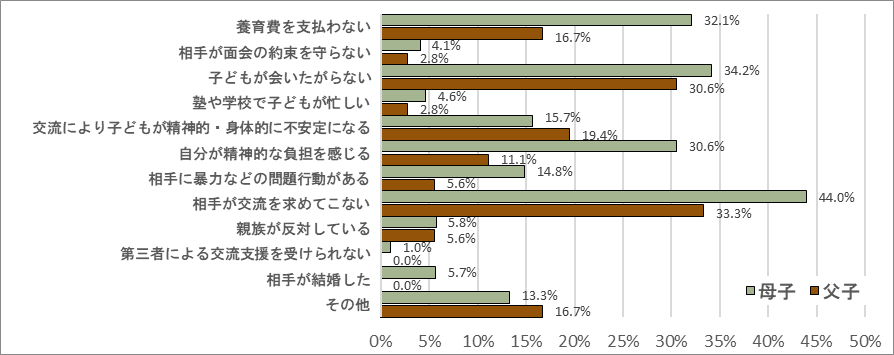 養育費を支払わない 32.1%
16.7%
相手が面会の約束を守らない 4.1%
2.8%
子どもが会いたがらない 34.2%
30.6%
塾や学校で子どもが忙しい 4.6%
2.8%
交流により子どもが精神的・身体的に不安定になる 15.7%
19.4%
自分が精神的な負担を感じる 30.6%
11.1%
相手に暴力などの問題行動がある 14.8%
5.6%
相手が交流を求めてこない 44.0%
33.3%
親族が反対している 5.8%
5.6%
第三者による交流支援を受けられない 1.0%
0.0%
相手が結婚した 5.7%
0.0%
その他 13.3%
16.7%
母子 父子
0% 5% 10% 15% 20% 25% 30% 35% 40% 45% 50%